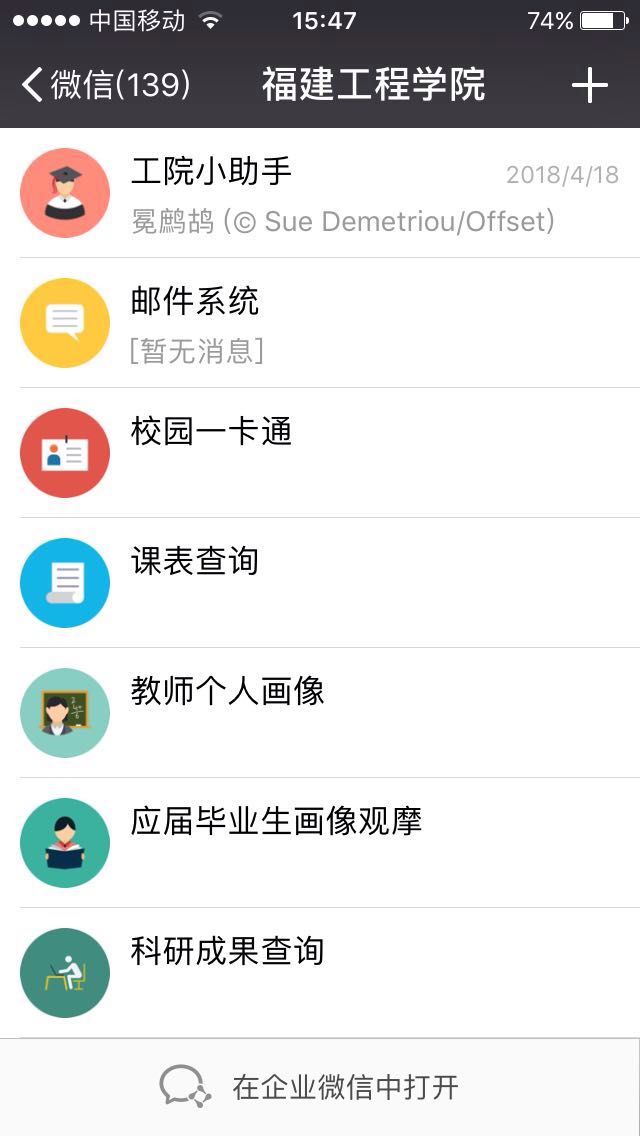 中国移动 15:47 74%
微信(139) 福建工程学院
工院小助手 2018/4/18
冕鹧鸪 (© Sue Demetriou/Offset)
邮件系统
[暂无消息]
校园一卡通
课表查询
教师个人画像
应届毕业生画像观摩
科研成果查询
在企业微信中打开